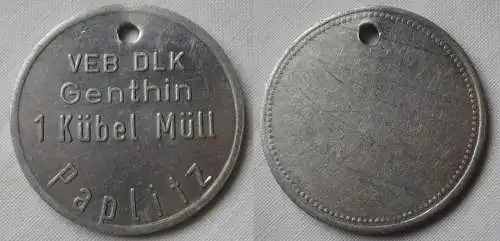 VEB DLK
Genthin
1 Kübel Müll
Paplitz